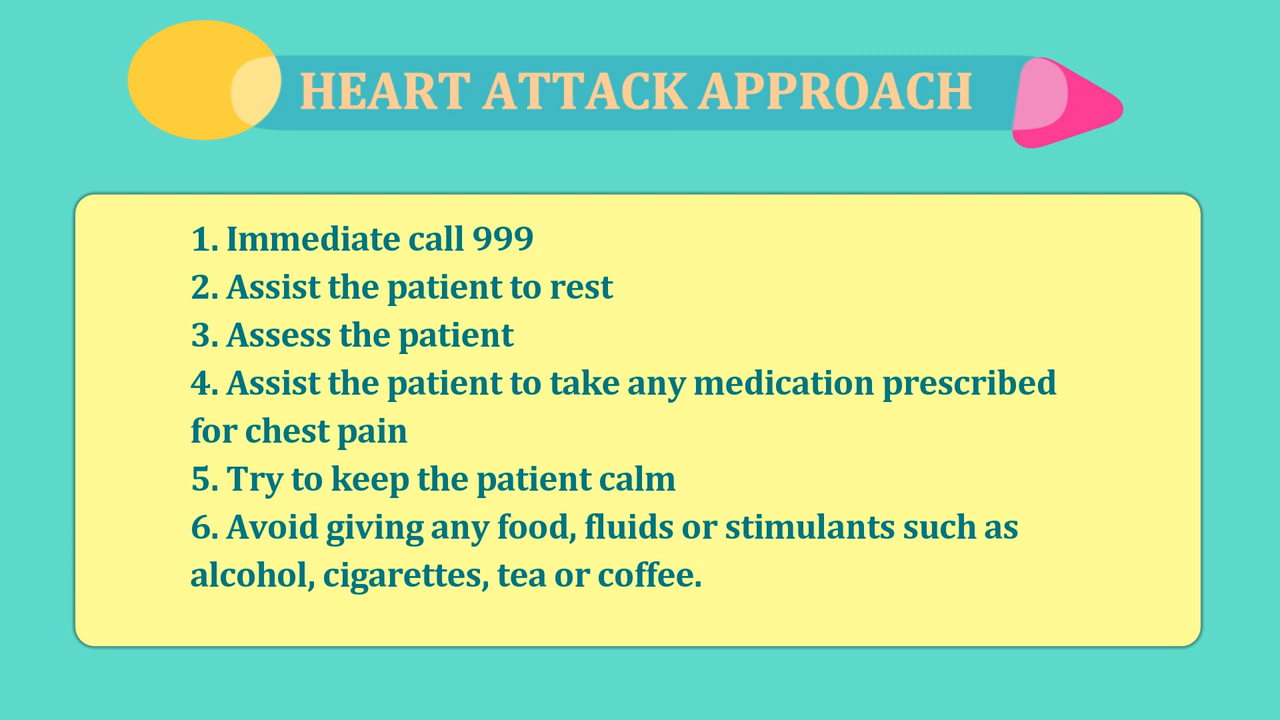 HEART ATTACK APPROACH
1. Immediate call 999
2. Assist the patient to rest
3. Assess the patient
4. Assist the patient to take any medication prescribed
for chest pain
5. Try to keep the patient calm
6. Avoid giving any food, fluids or stimulants such as
alcohol, cigarettes, tea or coffee.